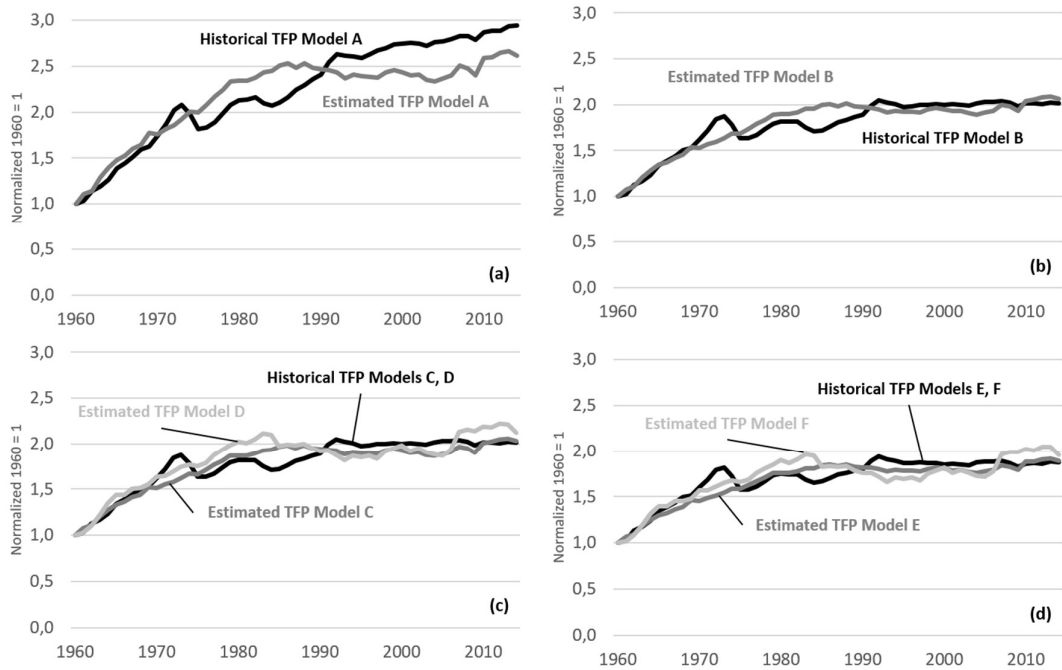 3,0
Historical TFP Model A
2,5
Estimated TFP Model A
2,0
1,5
1,0
0,5
(a)
0,0
Normalized 1960 = 1
1960 1970 1980 1990 2000 2010
3,0
2,5
Estimated TFP Model B
2,0
Historical TFP Model B
1,5
1,0
0,5
(b)
0,0
Normalized 1960 = 1
1960 1970 1980 1990 2000 2010
3,0
Historical TFP Models C, D
2,5
Estimated TFP Model D
2,0
1,5
Estimated TFP Model C
1,0
0,5
(c)
0,0
Normalized 1960 = 1
1960 1970 1980 1990 2000 2010
3,0
Historical TFP Models E, F
2,5
Estimated TFP Model F
2,0
1,5
Estimated TFP Model E
1,0
0,5
(d)
0,0
Normalized 1960 = 1
1960 1970 1980 1990 2000 2010